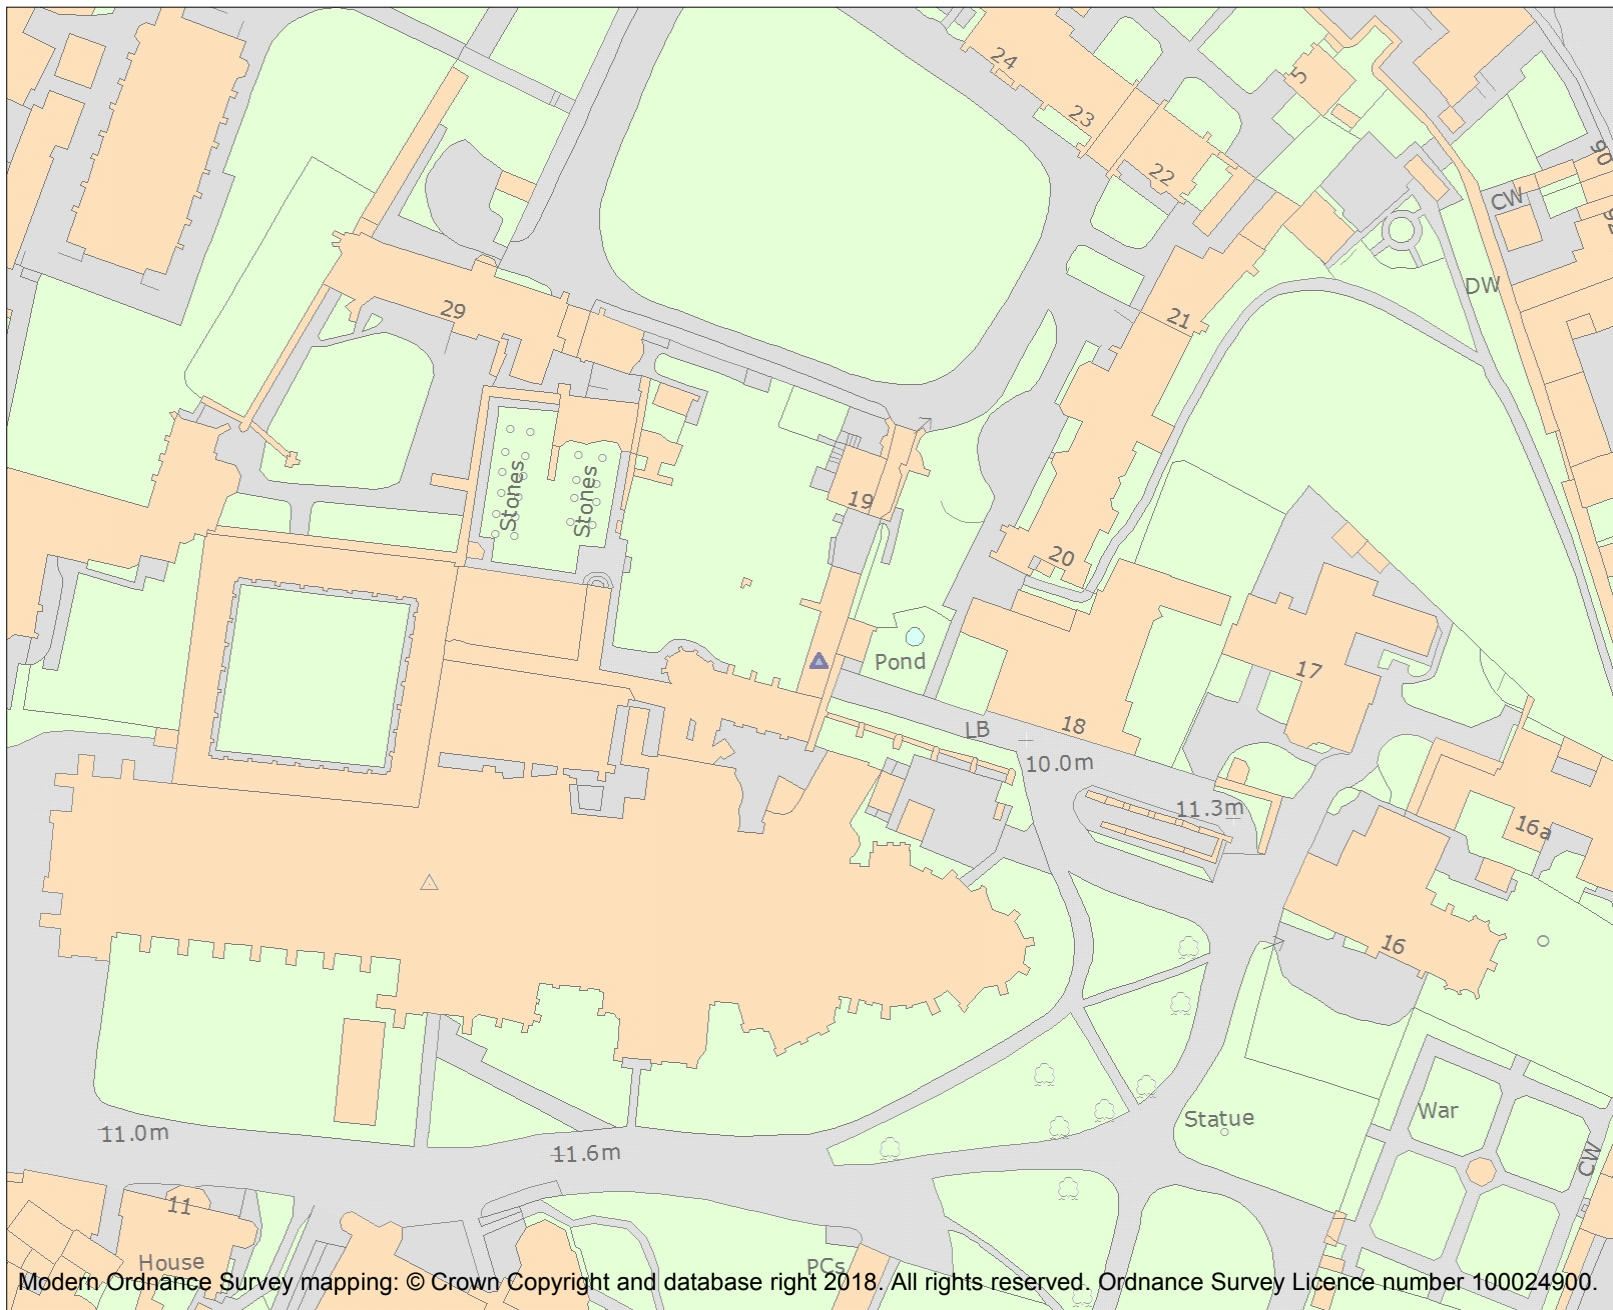 24
5
23
22
90
CW
DW
29
21
19
Stones
Stones
20
Pond
17
LB
18
10.0m
11.3m
16a
16
War
Statue
11.0m
11.6m
CW
11
House
PCs
Modern Ordnance Survey mapping: © Crown Copyright and database right 2018. All rights reserved. Ordnance Survey Licence number 100024900.